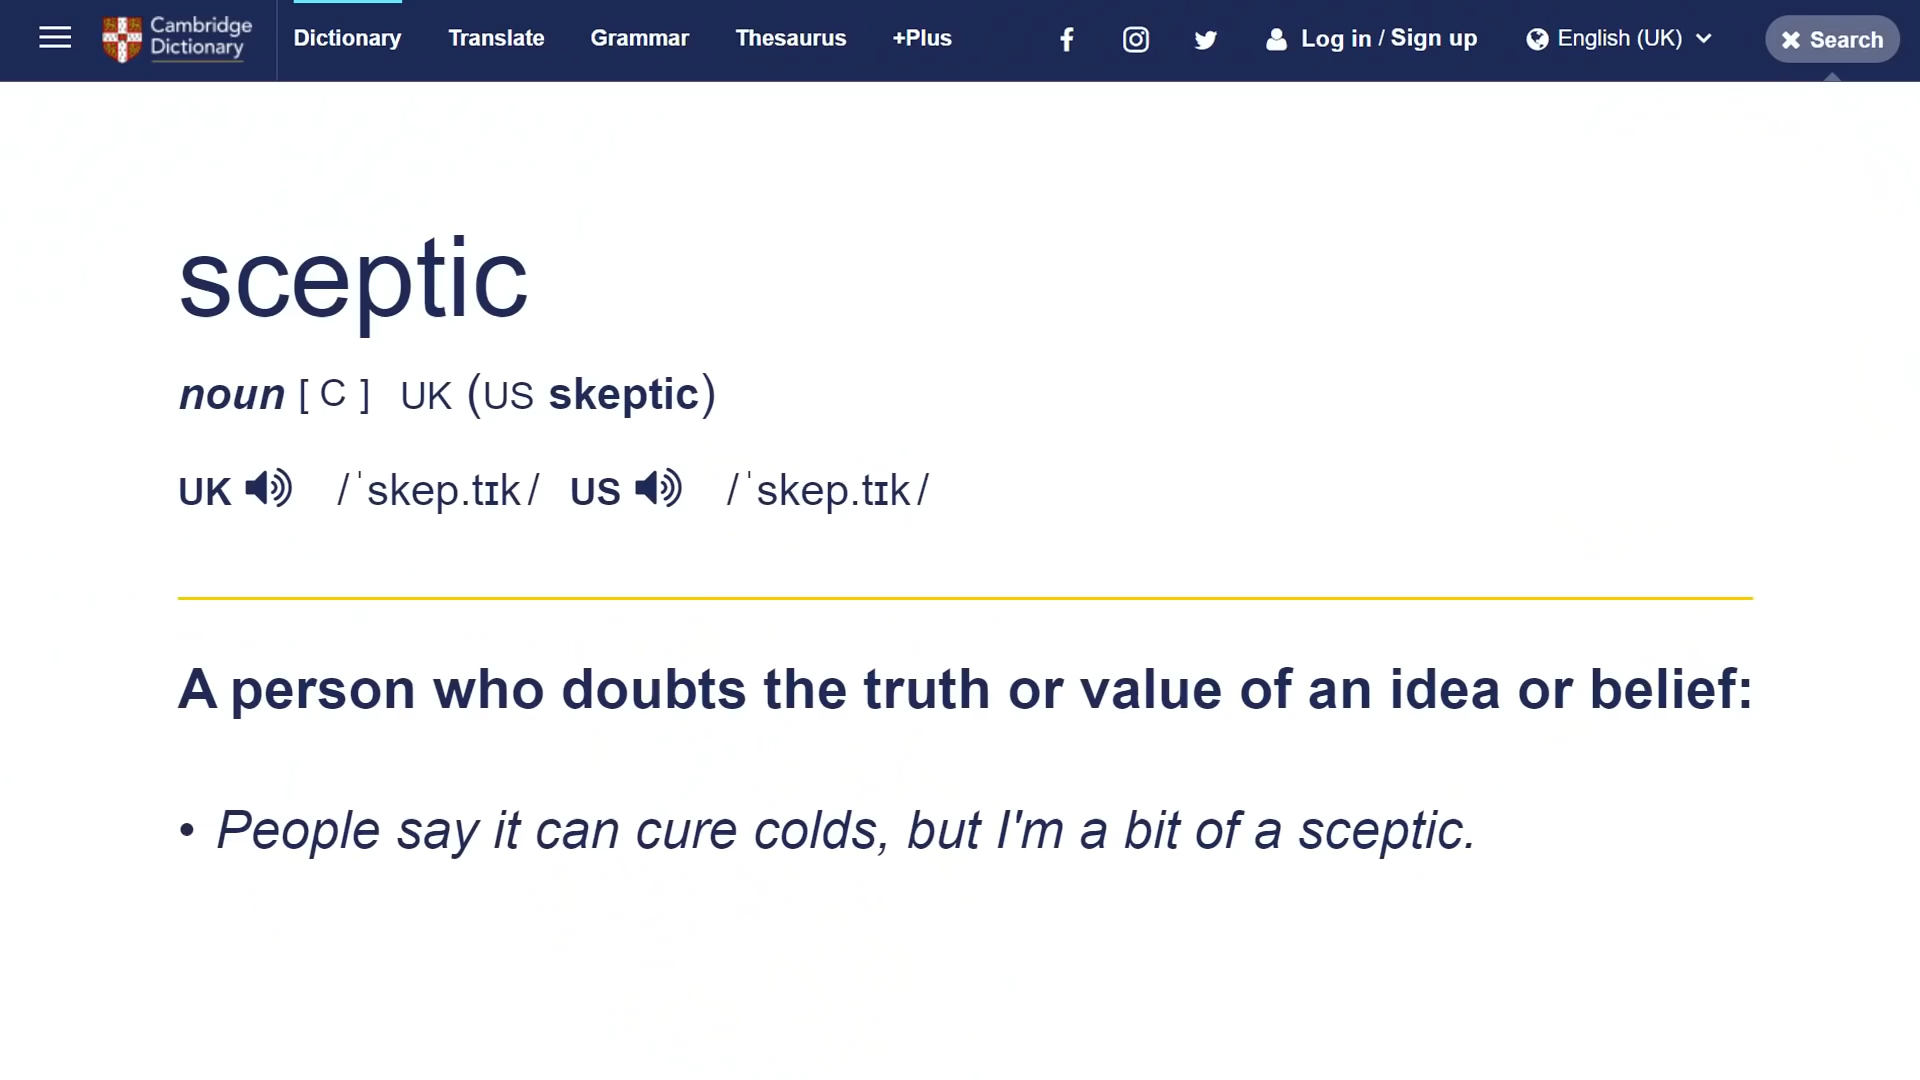 Cambridge
Dictionary
Dictionary Translate Grammar Thesaurus +Plus Log in / Sign up English (UK) Search
sceptic
noun [ C ] UK (US skeptic)
UK /ˈskep.tɪk/ US /ˈskep.tɪk/
A person who doubts the truth or value of an idea or belief:
• People say it can cure colds, but I'm a bit of a sceptic.